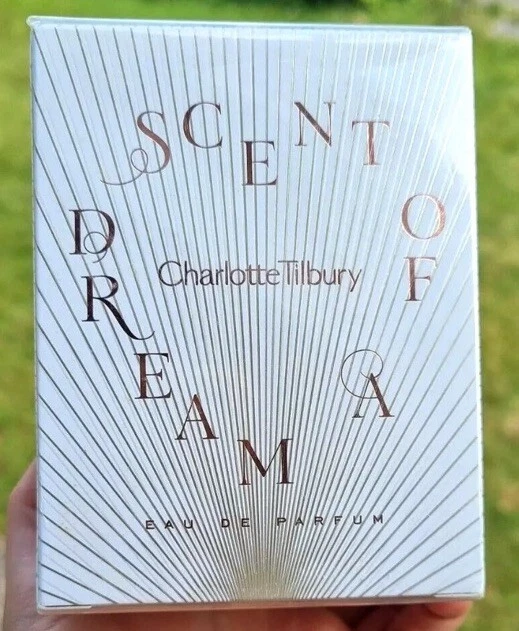 SCENT
OF
A
DREAM
Charlotte Tilbury
EAU DE PARFUM